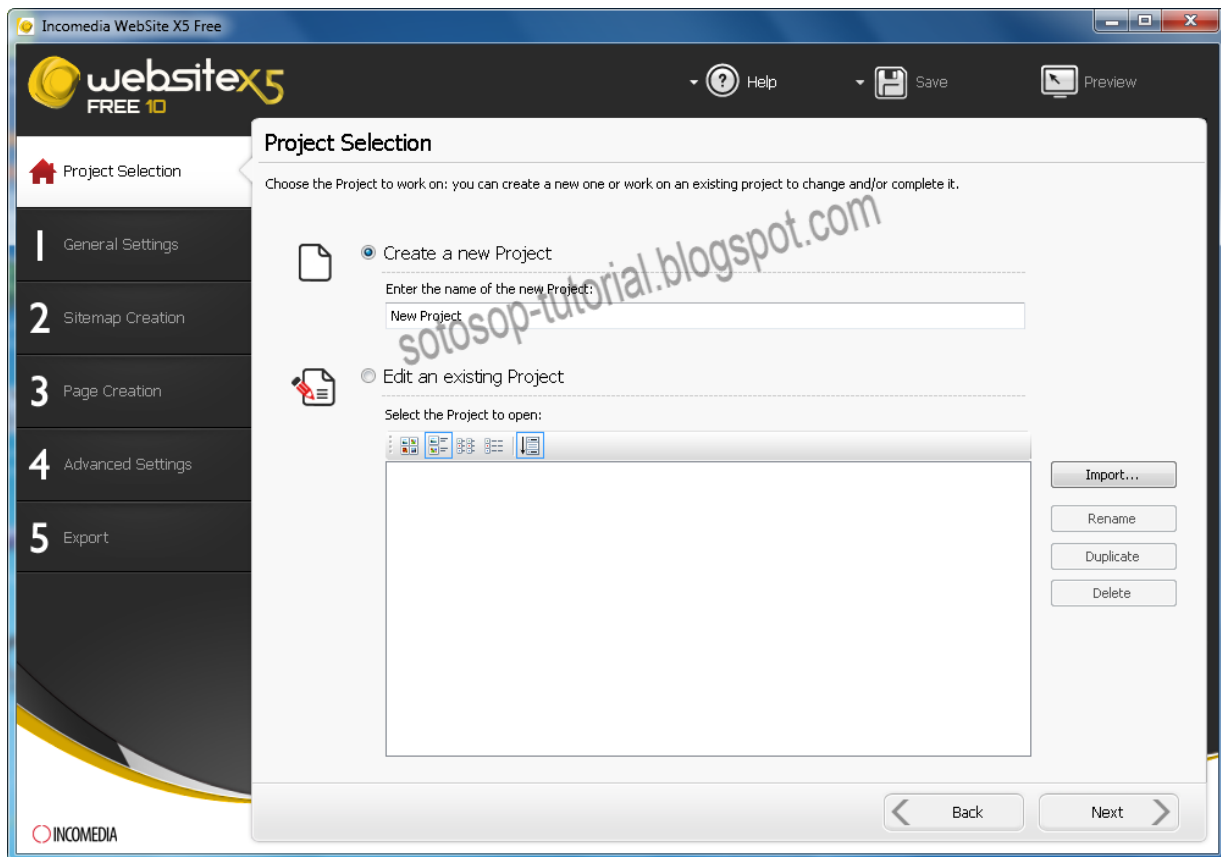 Incomedia WebSite X5 Free
websitex5
FREE 10
Help
Save
Preview
Project Selection
1 General Settings
2 Sitemap Creation
3 Page Creation
4 Advanced Settings
5 Export
INCOMEDIA
Project Selection
Choose the Project to work on: you can create a new one or work on an existing project to change and/or complete it.
Create a new Project
Enter the name of the new Project:
New Project
sotosop-tutorial.blogspot.com
Edit an existing Project
Select the Project to open:
Import...
Rename
Duplicate
Delete
Back
Next